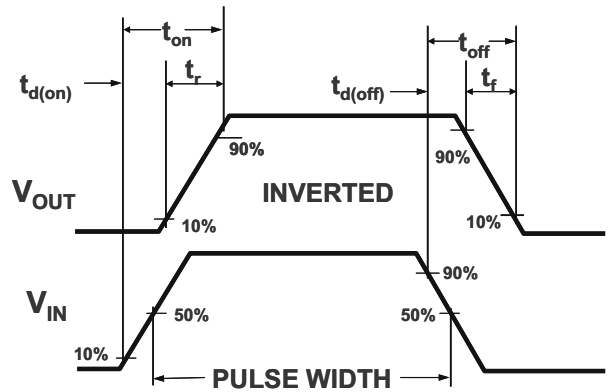 t_on t_off
t_d(on) t_r t_d(off) t_f
90% 90%
V_OUT INVERTED
10% 10%
90%
V_IN 50% 50%
10%
PULSE WIDTH